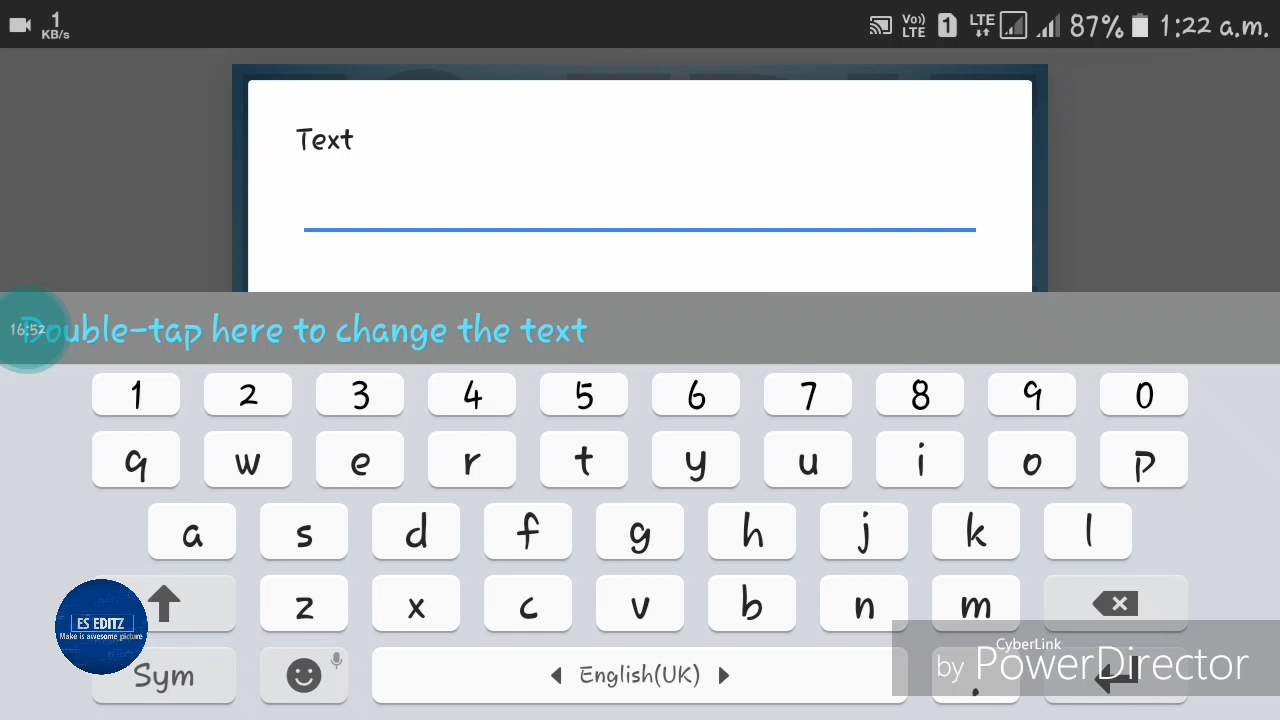 1
KB/s
Vo))
LTE
1
LTE
87%
1:22 a.m.
Text
16:52
Double-tap here to change the text
1 2 3 4 5 6 7 8 9 0
q w e r t y u i o p
a s d f g h j k l
z x c v b n m
ES EDITZ
Make is awesome picture
Sym
English(UK)
.
CyberLink
by PowerDirector